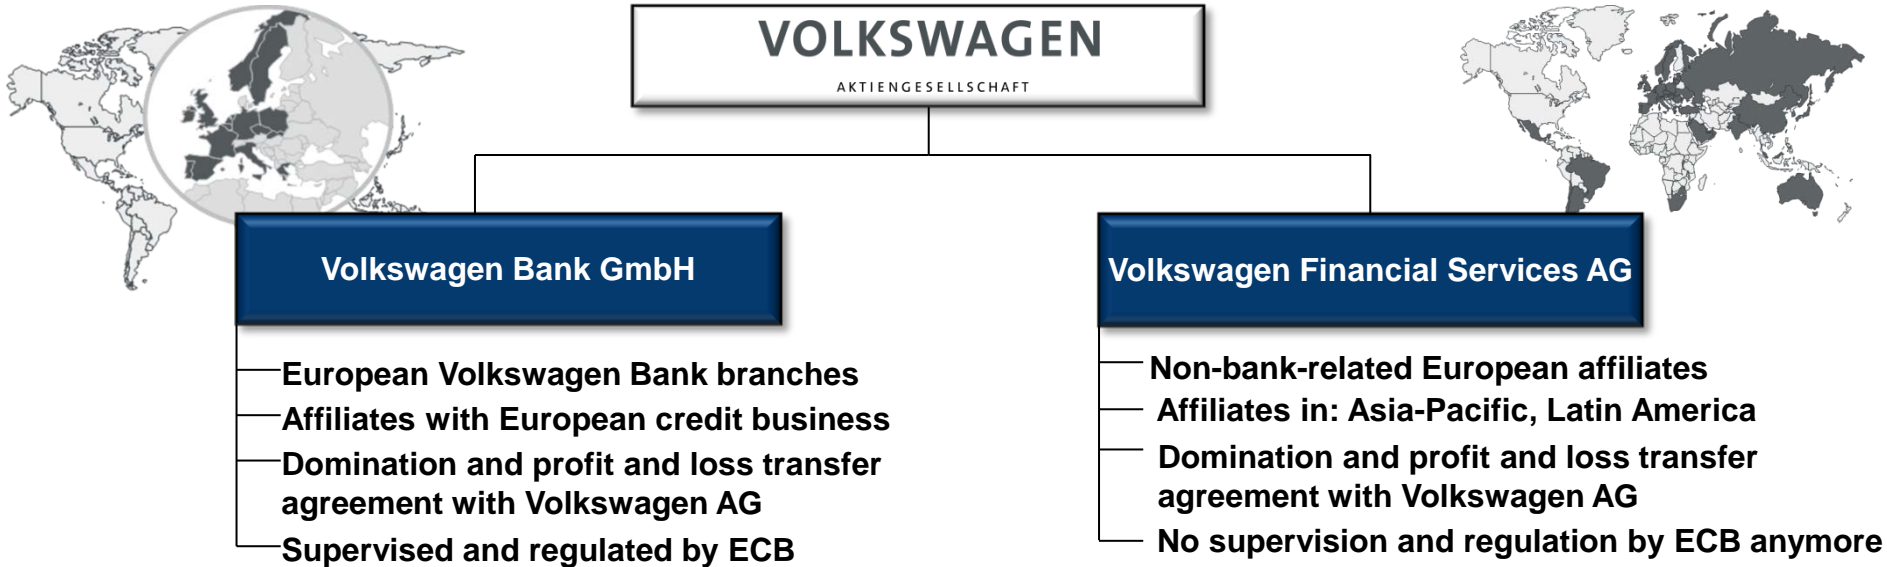 VOLKSWAGEN
AKTIENGESELLSCHAFT
Volkswagen Bank GmbH
European Volkswagen Bank branches
Affiliates with European credit business
Domination and profit and loss transfer
agreement with Volkswagen AG
Supervised and regulated by ECB
Volkswagen Financial Services AG
Non-bank-related European affiliates
Affiliates in: Asia-Pacific, Latin America
Domination and profit and loss transfer
agreement with Volkswagen AG
No supervision and regulation by ECB anymore